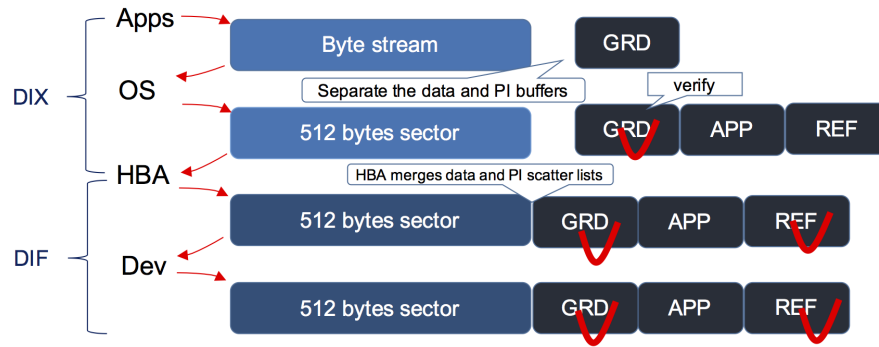 Apps
Byte stream
GRD
DIX
OS
Separate the data and PI buffers
verify
512 bytes sector
GRD
APP
REF
HBA
HBA merges data and PI scatter lists
512 bytes sector
GRD
APP
REF
DIF
Dev
512 bytes sector
GRD
APP
REF